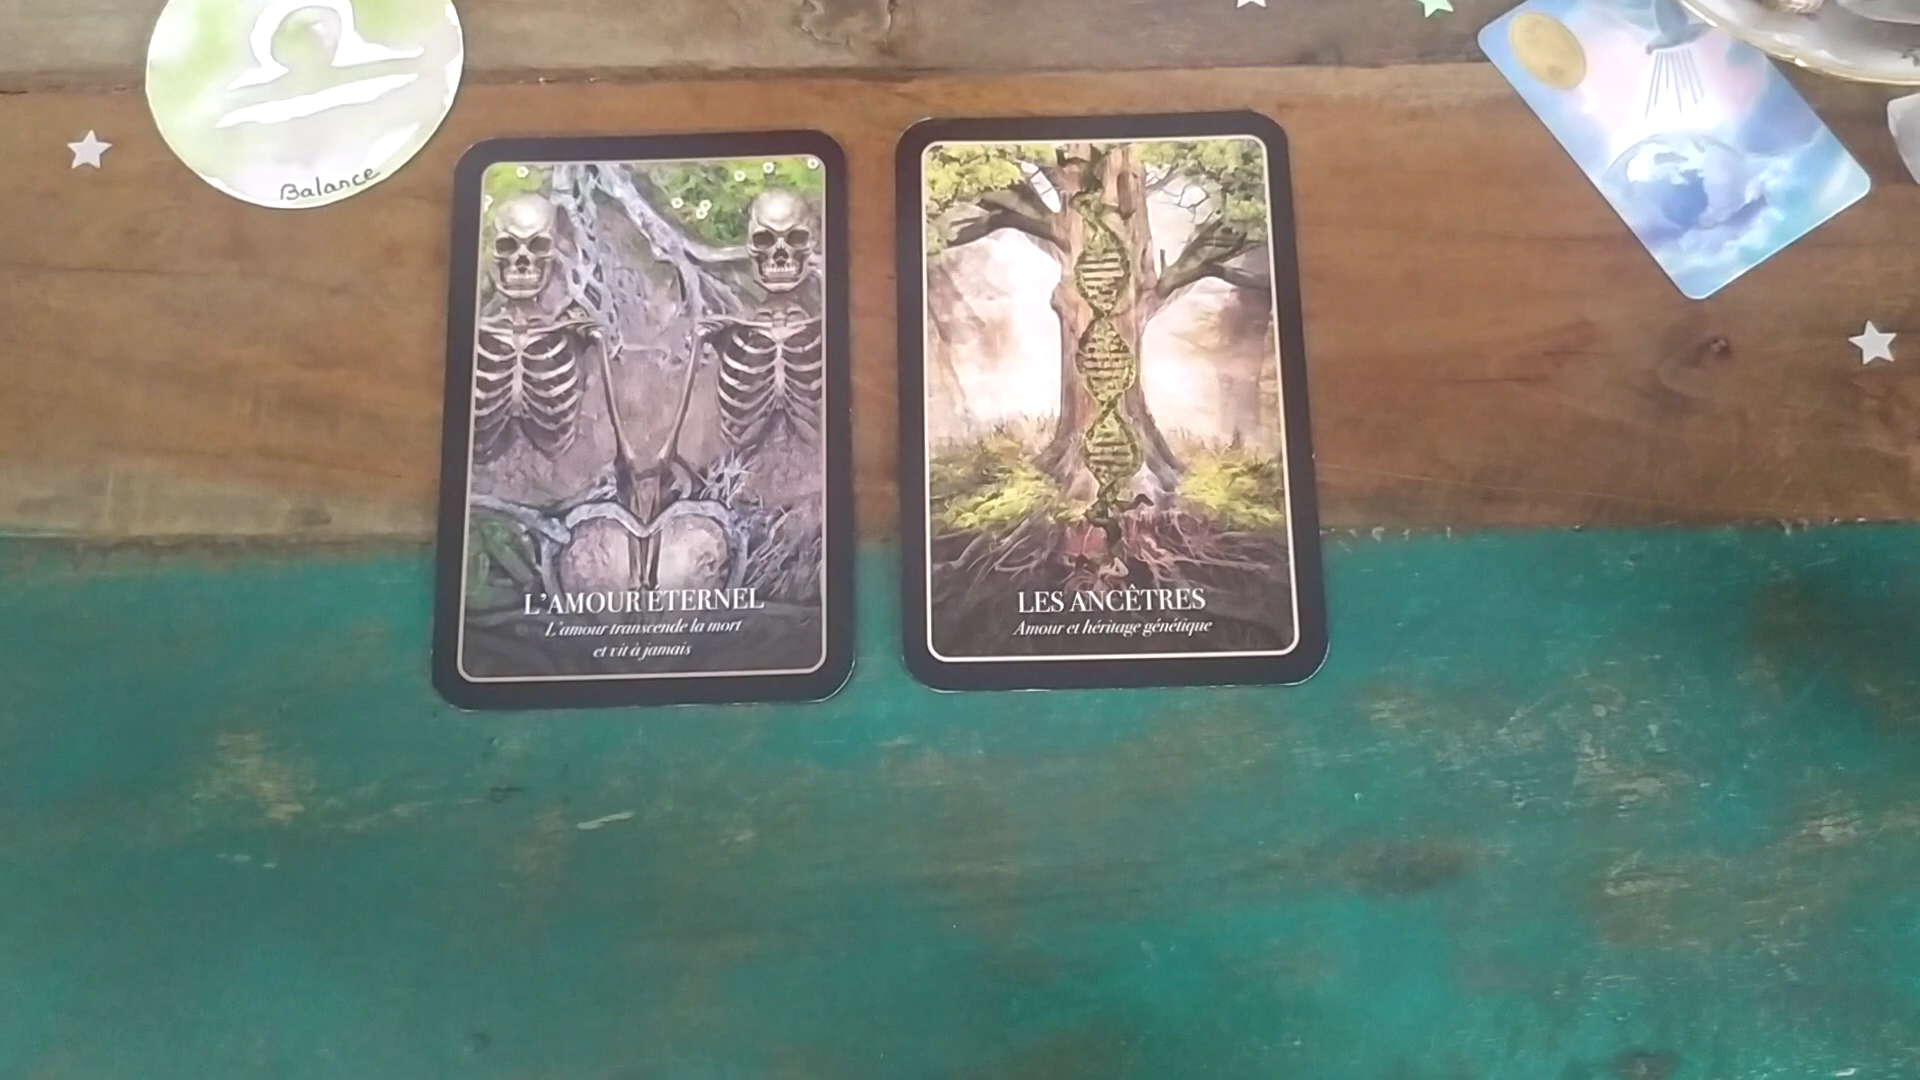 Balance
L'AMOUR ÉTERNEL
L'amour transcende la mort
et vit à jamais
LES ANCÊTRES
Amour et héritage génétique